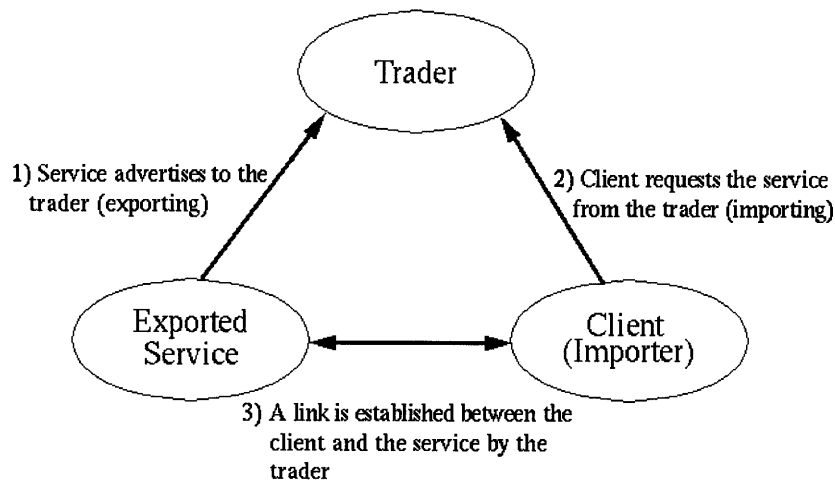 Trader
1) Service advertises to the
trader (exporting)
2) Client requests the service
from the trader (importing)
Exported
Service
Client
(Importer)
3) A link is established between the
client and the service by the
trader